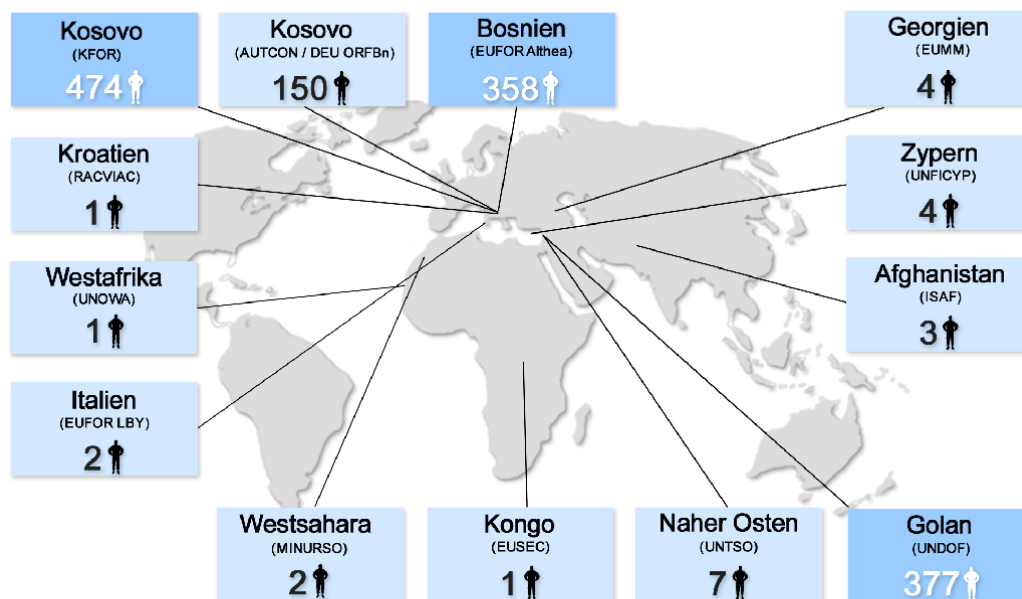 Kosovo
(KFOR)
474
Kosovo
(AUTCON / DEU ORFBn)
150
Bosnien
(EUFOR Althea)
358
Georgien
(EUMM)
4
Kroatien
(RACVIAC)
1
Zypern
(UNFICYP)
4
Westafrika
(UNOWA)
1
Afghanistan
(ISAF)
3
Italien
(EUFOR LBY)
2
Westsahara
(MINURSO)
2
Kongo
(EUSEC)
1
Naher Osten
(UNTSO)
7
Golan
(UNDOF)
377